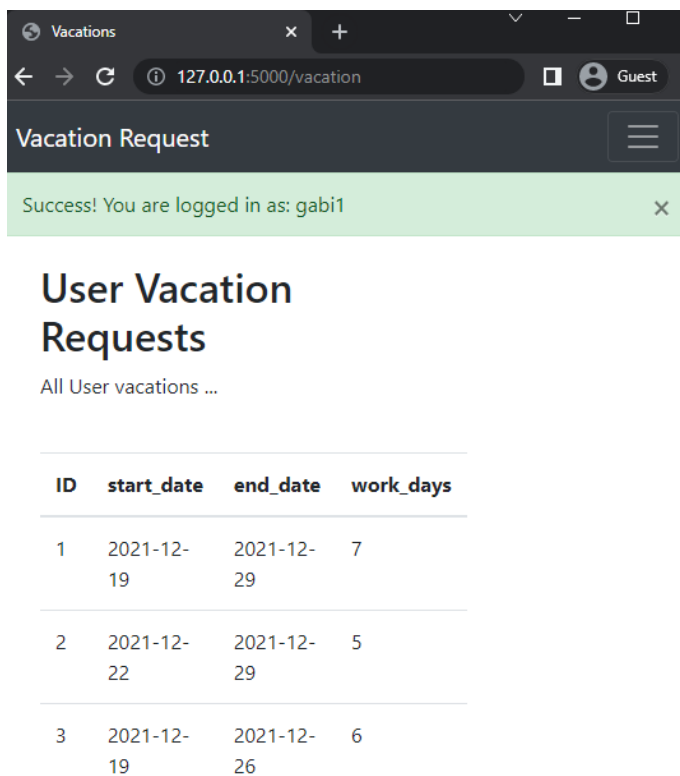 Vacations
127.0.0.1:5000/vacation
Guest
Vacation Request
Success! You are logged in as: gabi1
×
User Vacation
Requests
All User vacations ...
ID start_date end_date work_days
1 2021-12- 2021-12- 7
19 29
2 2021-12- 2021-12- 5
22 29
3 2021-12- 2021-12- 6
19 26